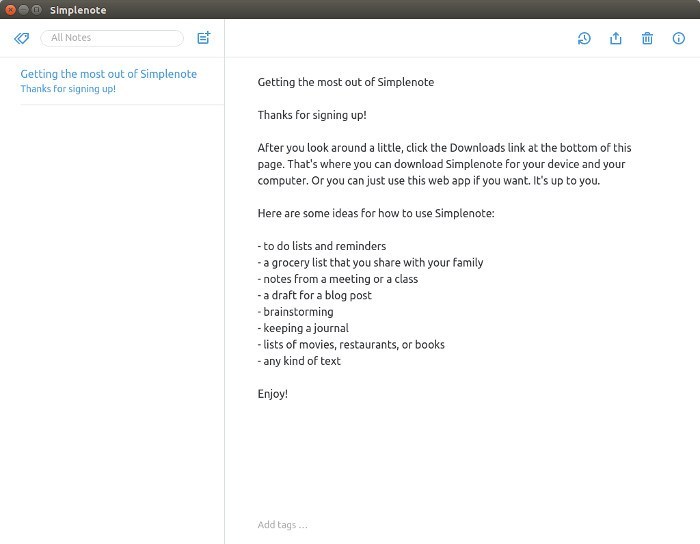 Simplenote
All Notes
Getting the most out of Simplenote
Thanks for signing up!
Getting the most out of Simplenote
Thanks for signing up!
After you look around a little, click the Downloads link at the bottom of this
page. That's where you can download Simplenote for your device and your
computer. Or you can just use this web app if you want. It's up to you.
Here are some ideas for how to use Simplenote:
- to do lists and reminders
- a grocery list that you share with your family
- notes from a meeting or a class
- a draft for a blog post
- brainstorming
- keeping a journal
- lists of movies, restaurants, or books
- any kind of text
Enjoy!
Add tags ...